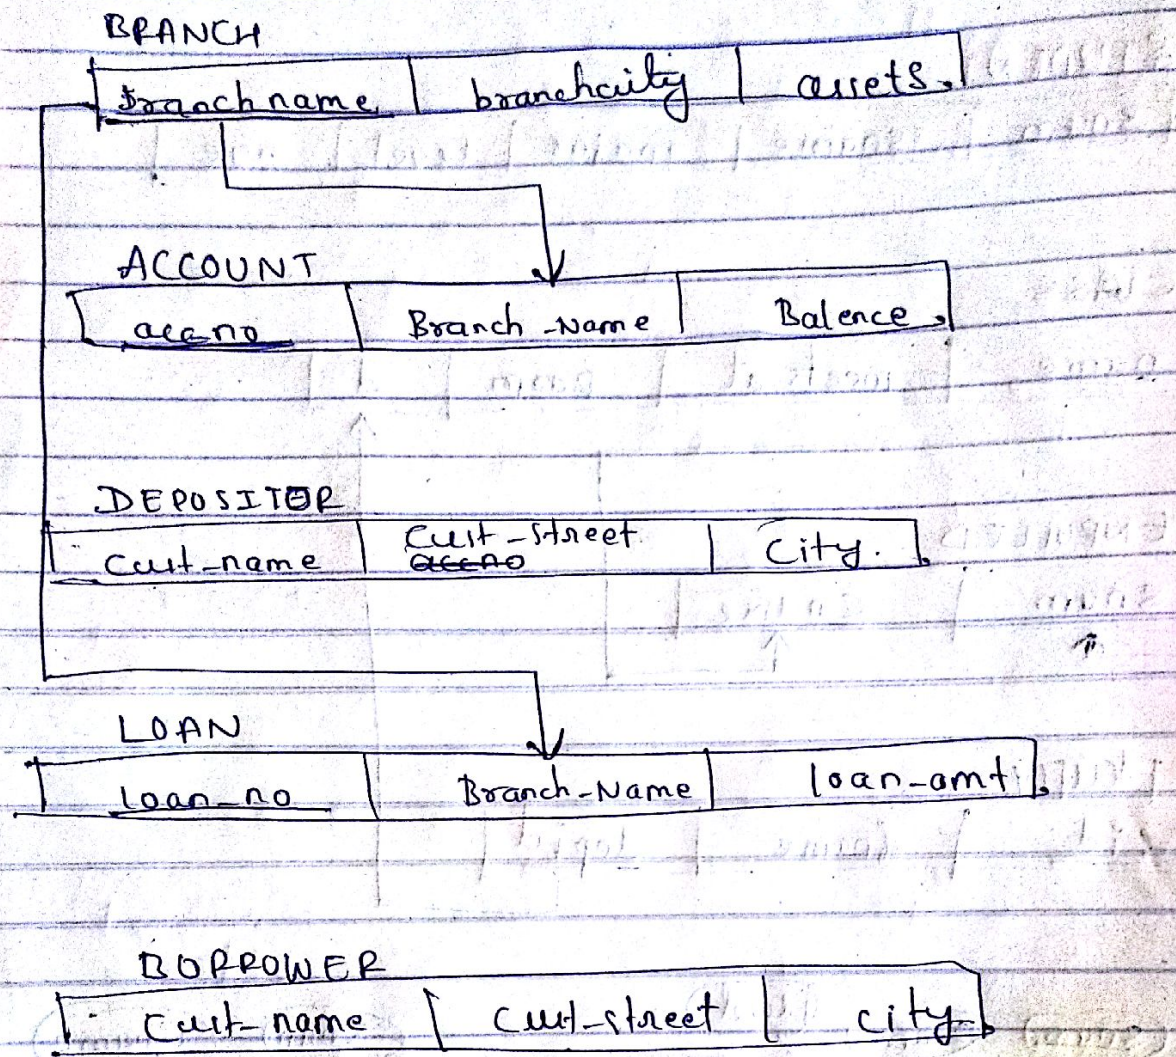 BRANCH
Branchname branchcity assets
ACCOUNT
accno Branch-Name Balence
DEPOSITOR
Cust-name Cust-street City.
accno
LOAN
Loan-no Branch-Name loan-amt
BORROWER
Cust-name Cust-street city